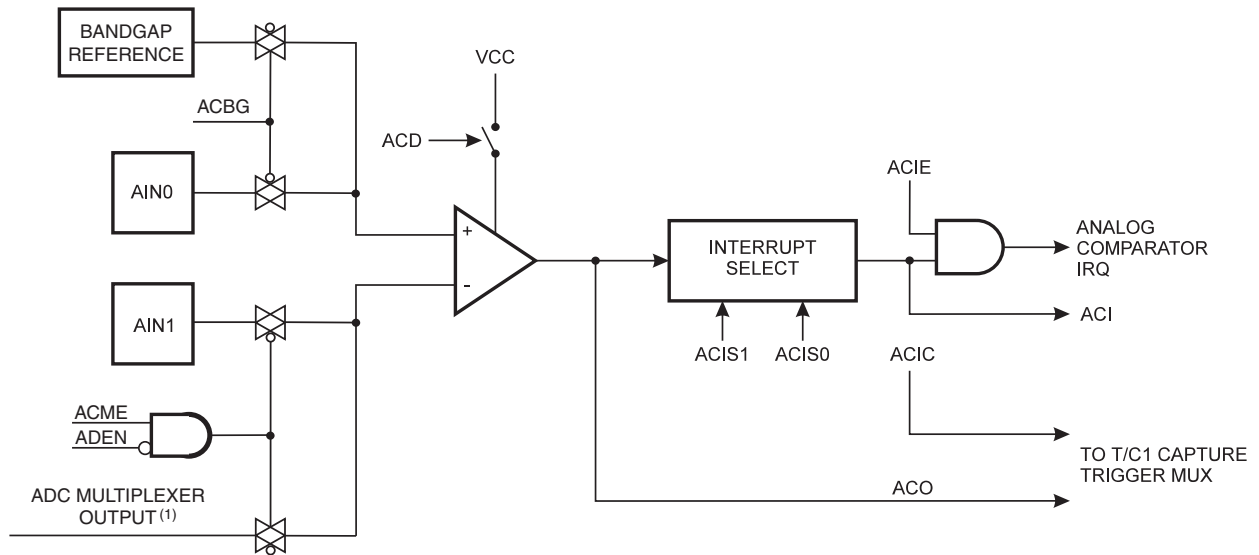 BANDGAP
REFERENCE
ACBG
AIN0
VCC
ACD
+
-
AIN1
ACME
ADEN
ADC MULTIPLEXER
OUTPUT (1)
INTERRUPT
SELECT
ACIS1
ACIS0
ACIE
ANALOG
COMPARATOR
IRQ
ACI
ACIC
TO T/C1 CAPTURE
TRIGGER MUX
ACO